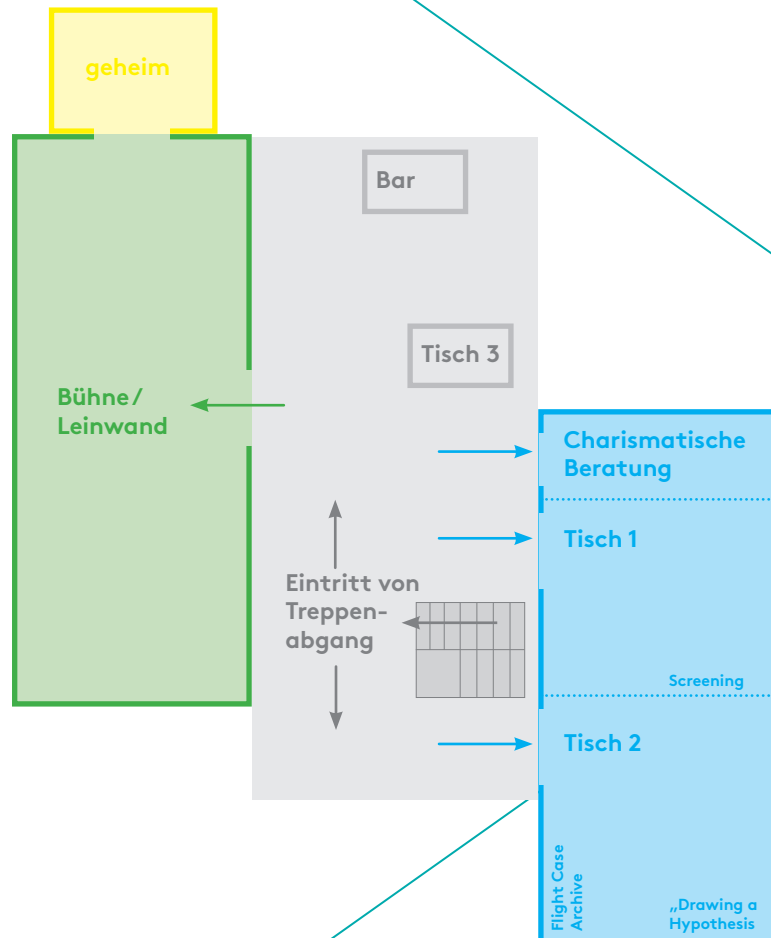 geheim
Bar
Tisch 3
Bühne /
Leinwand
Charismatische
Beratung
Tisch 1
Eintritt von
Treppen-
abgang
Screening
Tisch 2
Flight Case
Archive
„Drawing a
Hypothesis